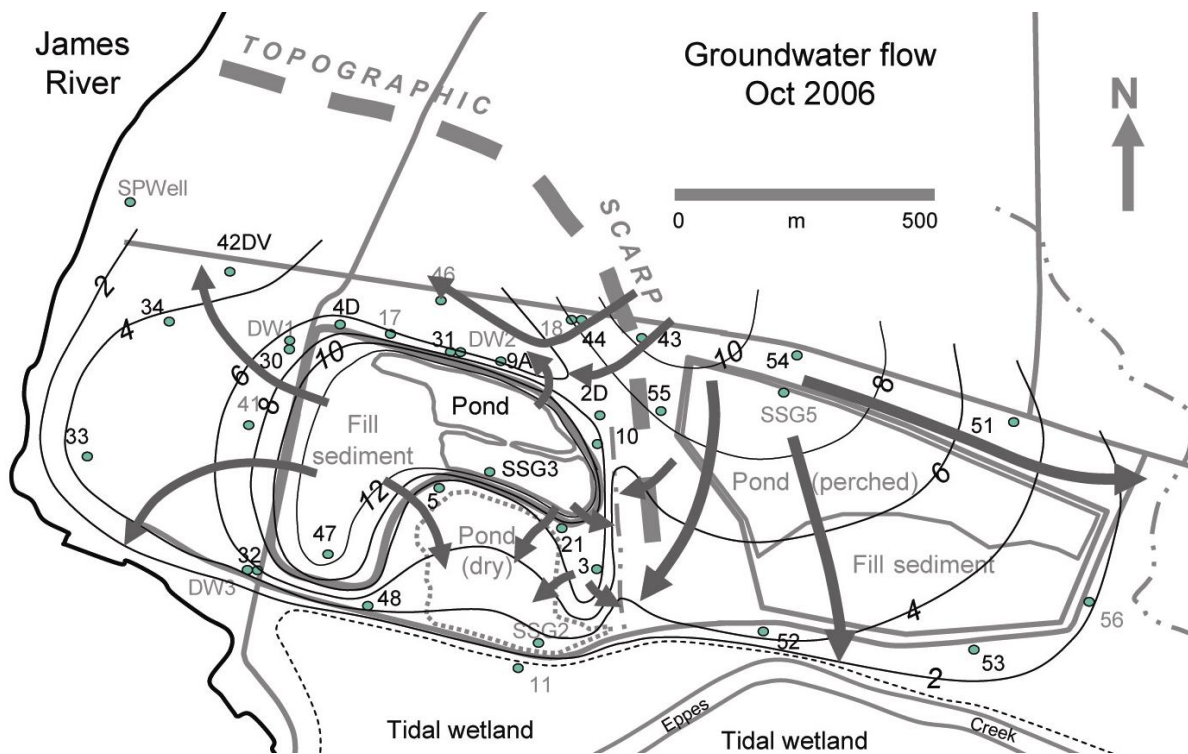 James
River
TOPOGRAPHIC
SCARP
Groundwater flow
Oct 2006
N
0 m 500
SPWell
42DV
2
34
4
4D
17
46
18
44
43
54
10
8
DW1
30
10
31
DW2
9A
6
8
41
2D
55
SSG5
51
Pond
10
33
Fill
sediment
SSG3
Pond (perched)
6
12
5
47
Pond
(dry)
21
3
Fill sediment
4
32
DW3
48
SSG2
52
56
53
2
11
Tidal wetland
Eppes
Creek
Tidal wetland